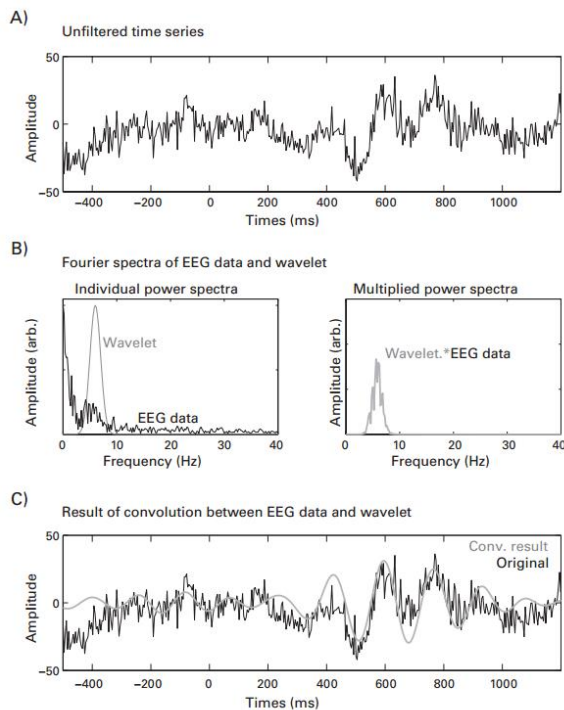 A)
Unfiltered time series
50
0
−50
Amplitude
−400 −200 0 200 400 600 800 1000
Times (ms)
B)
Fourier spectra of EEG data and wavelet
Individual power spectra
Wavelet
EEG data
Amplitude (arb.)
0 10 20 30 40
Frequency (Hz)
Multiplied power spectra
Wavelet.*EEG data
Amplitude (arb.)
0 10 20 30 40
Frequency (Hz)
C)
Result of convolution between EEG data and wavelet
50
0
−50
Amplitude
Conv. result
Original
−400 −200 0 200 400 600 800 1000
Times (ms)